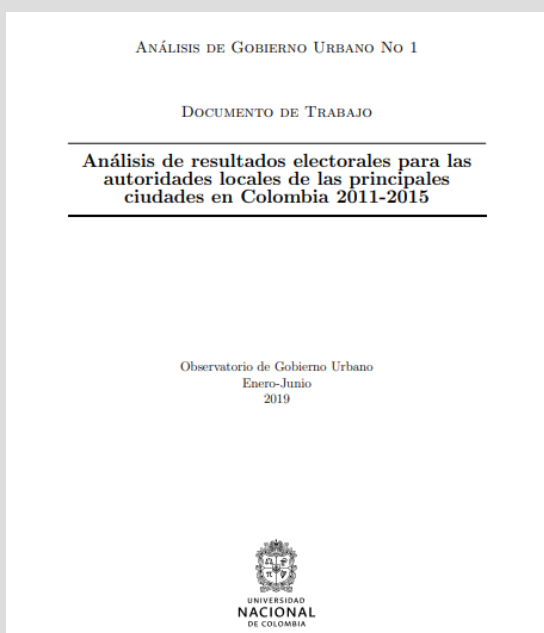 Análisis de Gobierno Urbano No 1
Documento de Trabajo
Análisis de resultados electorales para las
autoridades locales de las principales
ciudades en Colombia 2011-2015
Observatorio de Gobierno Urbano
Enero-Junio
2019
UNIVERSIDAD
NACIONAL
DE COLOMBIA